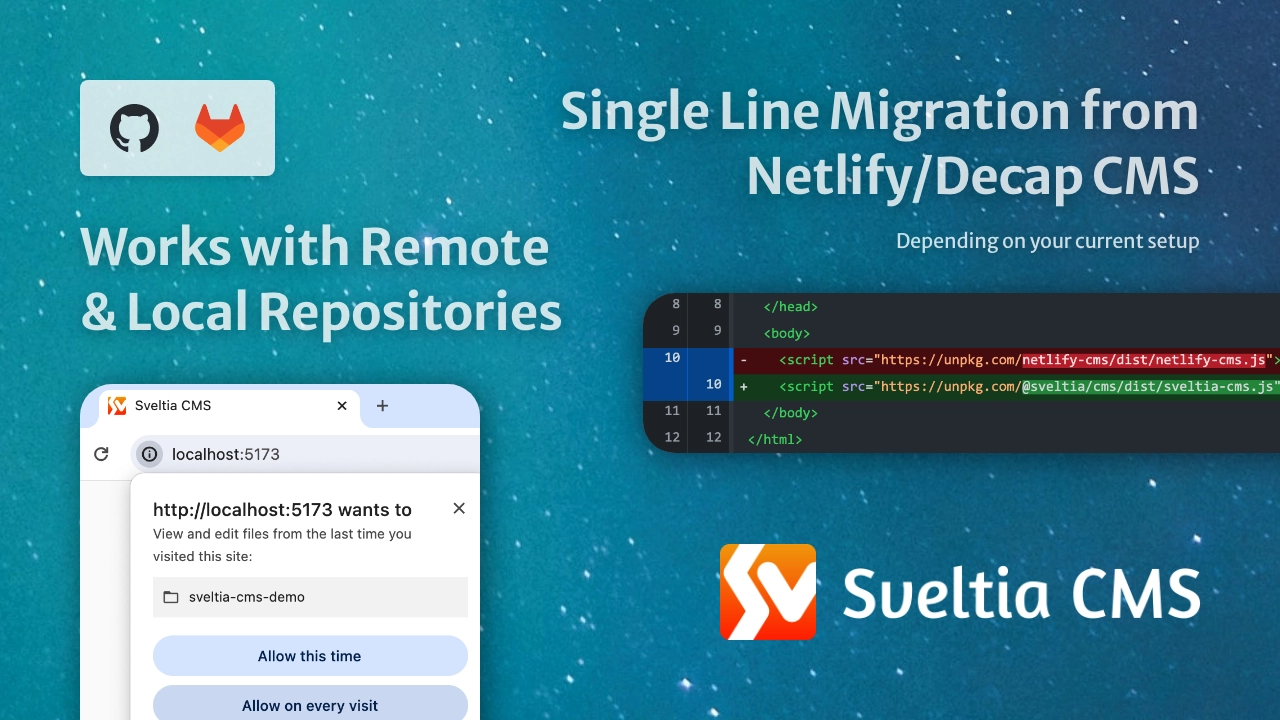 Works with Remote
& Local Repositories
Sveltia CMS
localhost:5173
http://localhost:5173 wants to
View and edit files from the last time you
visited this site:
sveltia-cms-demo
Allow this time
Allow on every visit
Single Line Migration from
Netlify/Decap CMS
Depending on your current setup
8 8 </head>
9 9 <body>
10 - <script src="https://unpkg.com/netlify-cms/dist/netlify-cms.js">
10 + <script src="https://unpkg.com/@sveltia/cms/dist/sveltia-cms.js"
11 11 </body>
12 12 </html>
Sveltia CMS